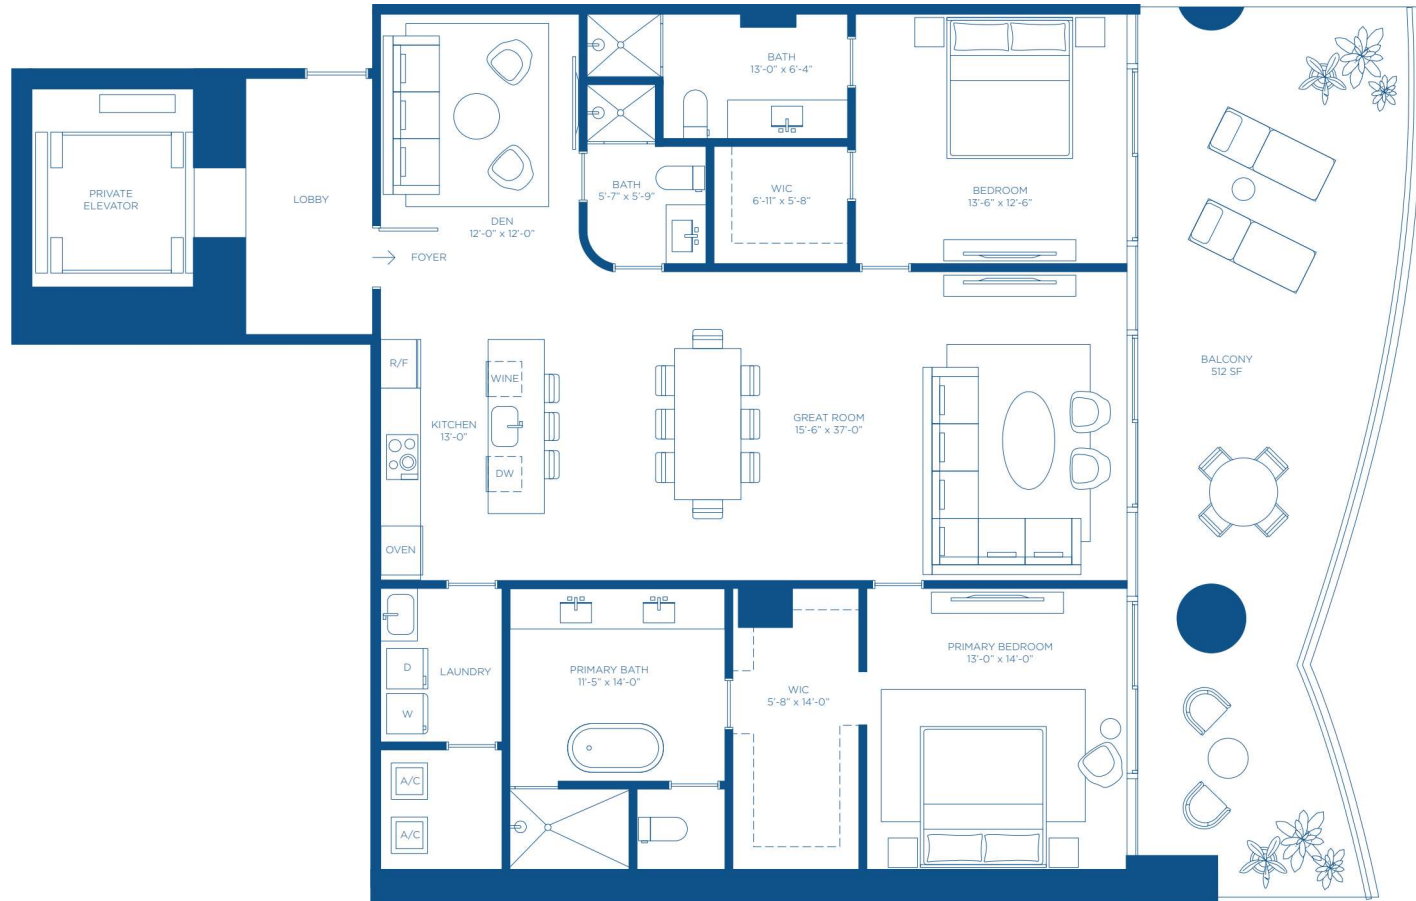 BATH
13'-0" x 6'-4"
PRIVATE
ELEVATOR
LOBBY
BATH
5'-7" x 5'-9"
WIC
6'-11" x 5'-8"
BEDROOM
13'-6" x 12'-6"
DEN
12'-0" x 12'-0"
FOYER
R/F
WINE
BALCONY
512 SF
KITCHEN
13'-0"
GREAT ROOM
15'-6" x 37'-0"
DW
OVEN
D
LAUNDRY
W
PRIMARY BATH
11'-5" x 14'-0"
WIC
5'-8" x 14'-0"
PRIMARY BEDROOM
13'-0" x 14'-0"
A/C
A/C